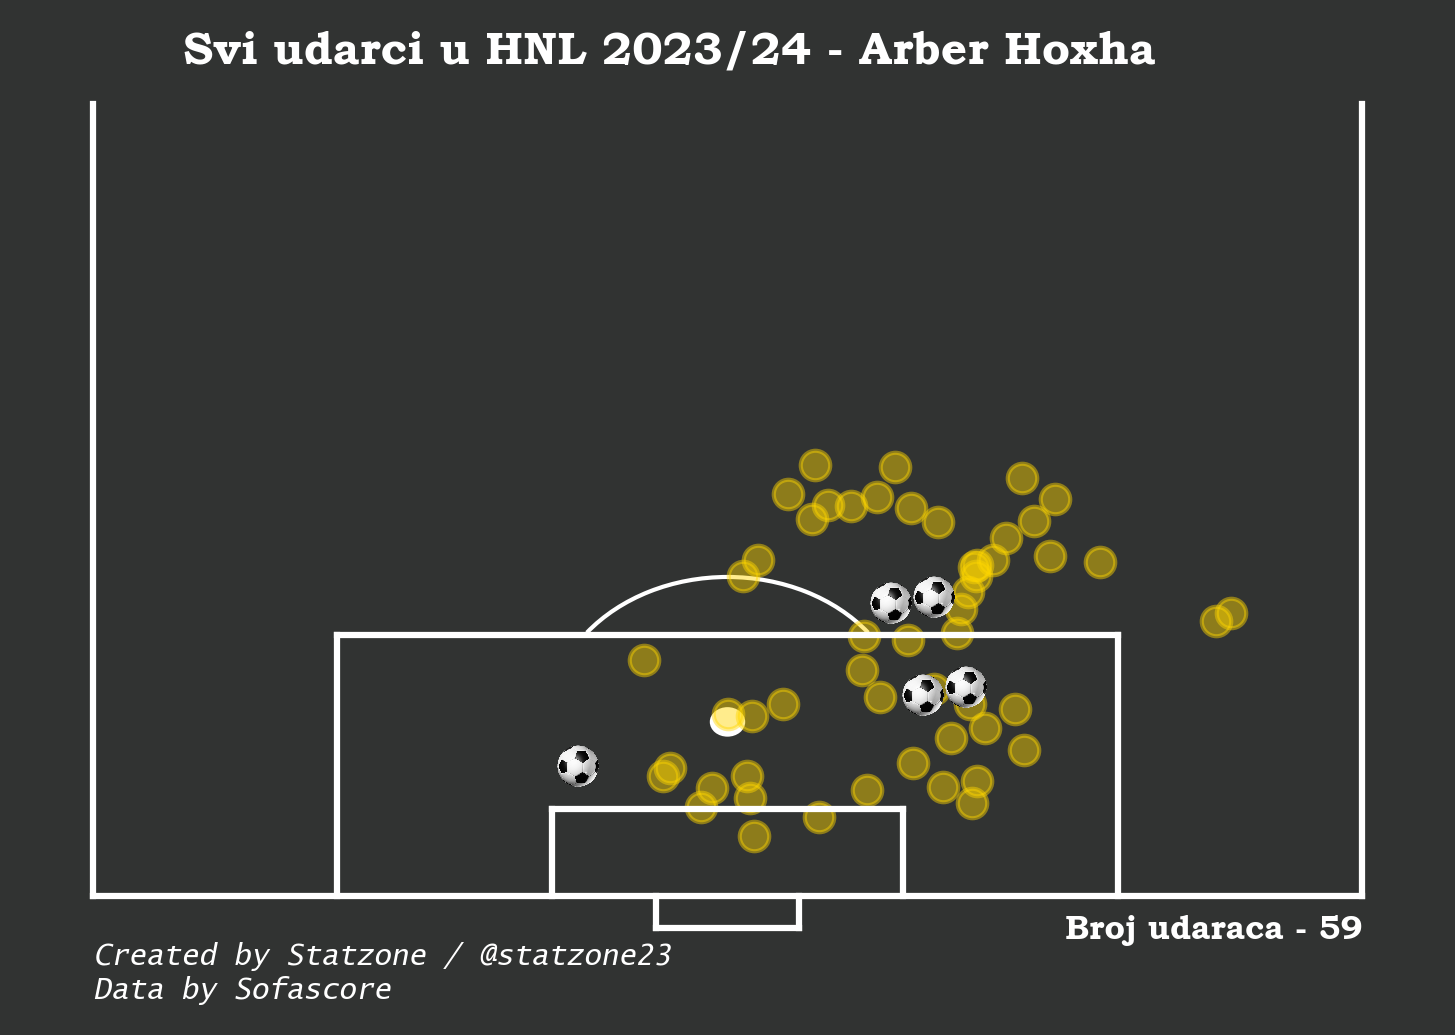 Svi udarci u HNL 2023/24 - Arber Hoxha
Broj udaraca - 59
Created by Statzone / @statzone23
Data by Sofascore